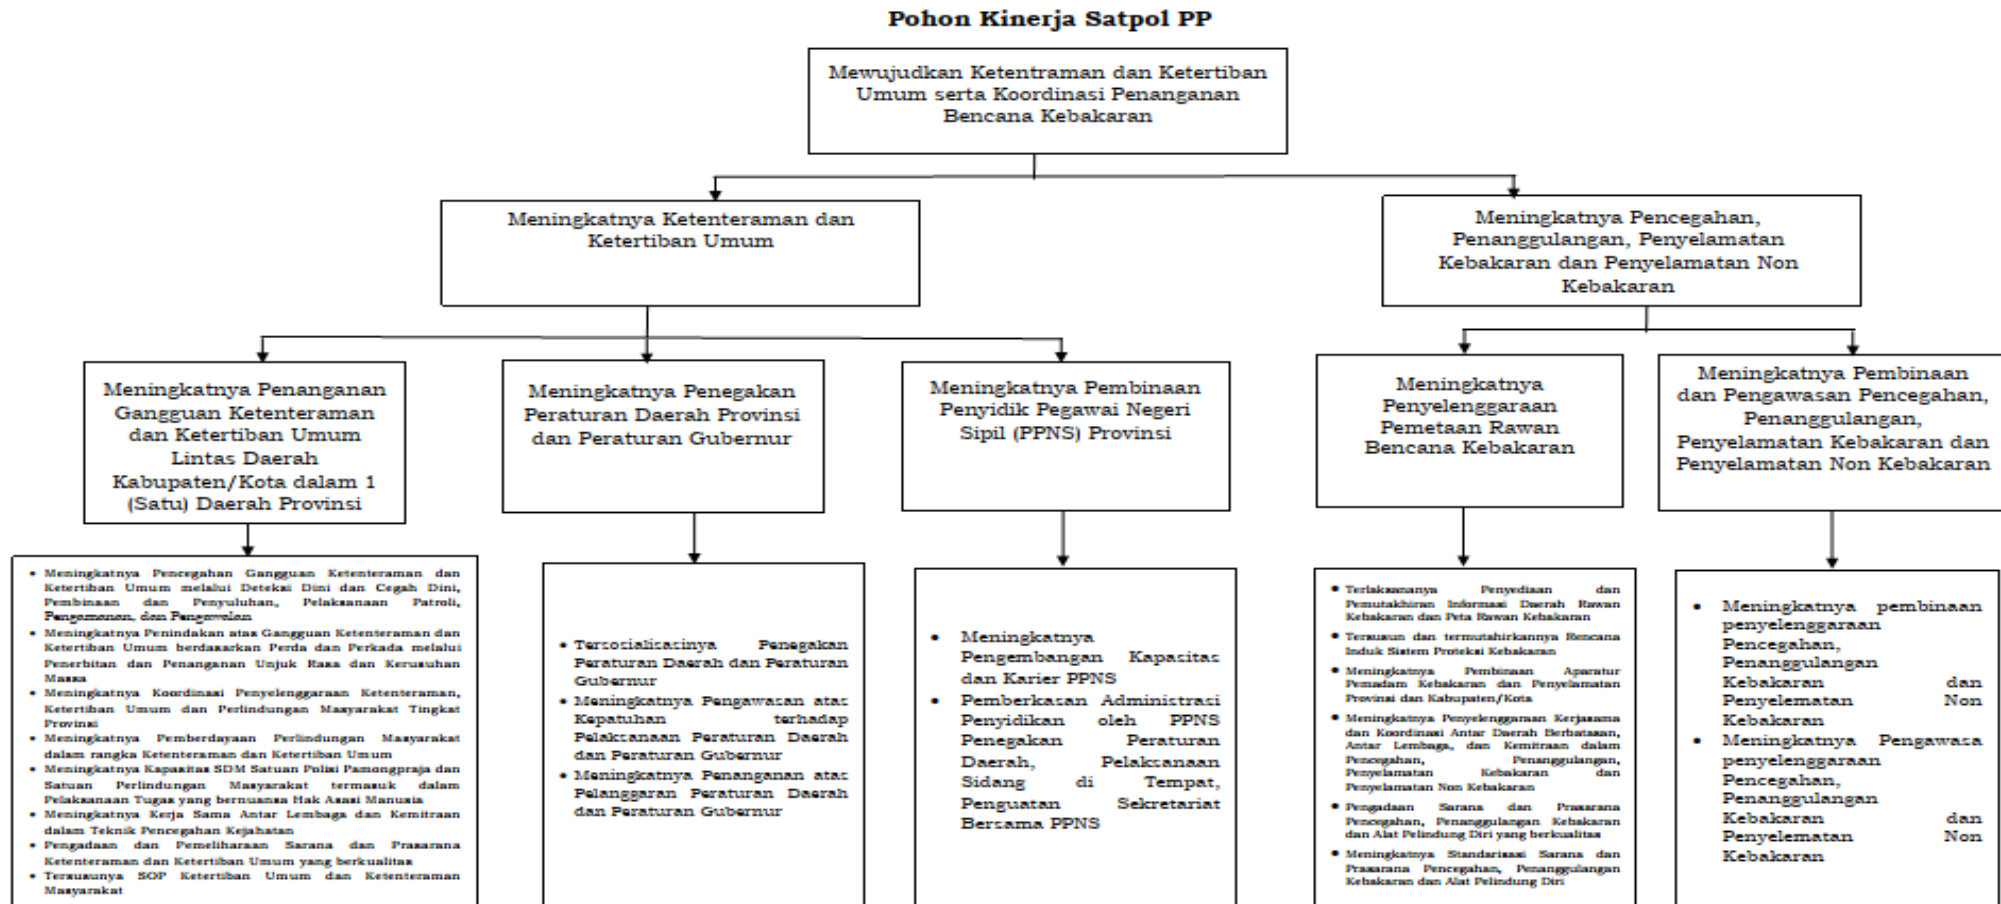 Pohon Kinerja Satpol PP
Mewujudkan Ketentraman dan Ketertiban
Umum serta Koordinasi Penanganan
Bencana Kebakaran
Meningkatnya Ketenteraman dan
Ketertiban Umum
Meningkatnya Pencegahan,
Penanggulangan, Penyelamatan
Kebakaran dan Penyelamatan Non
Kebakaran
Meningkatnya Penanganan
Gangguan Ketenteraman
dan Ketertiban Umum
Lintas Daerah
Kabupaten/Kota dalam 1
(Satu) Daerah Provinsi
Meningkatnya Penegakan
Peraturan Daerah Provinsi
dan Peraturan Gubernur
Meningkatnya Pembinaan
Penyidik Pegawai Negeri
Sipil (PPNS) Provinsi
Meningkatnya
Penyelenggaraan
Pemetaan Rawan
Bencana Kebakaran
Meningkatnya Pembinaan
dan Pengawasan Pencegahan,
Penanggulangan,
Penyelamatan Kebakaran dan
Penyelamatan Non Kebakaran
• Meningkatnya Pencegahan Gangguan Ketenteraman dan
Ketertiban Umum melalui Deteksi Dini dan Cegah Dini,
Pembinaan dan Penyuluhan, Pelaksanaan Patroli,
Pengamanan, dan Pengawalan
• Meningkatnya Penindakan atas Gangguan Ketenteraman dan
Ketertiban Umum berdasarkan Perda dan Perkada melalui
Penerbitan dan Penanganan Unjuk Rasa dan Kerusuhan
Massa
• Meningkatnya Koordinasi Penyelenggaraan Ketenteraman,
Ketertiban Umum dan Perlindungan Masyarakat Tingkat
Provinsi
• Meningkatnya Pemberdayaan Perlindungan Masyarakat
dalam rangka Ketenteraman dan Ketertiban Umum
• Meningkatnya Kapasitas SDM Satuan Polisi Pamongpraja dan
Satuan Perlindungan Masyarakat termasuk dalam
Pelaksanaan Tugas yang bernuansa Hak Asasi Manusia
• Meningkatnya Kerja Sama Antar Lembaga dan Kemitraan
dalam Teknik Pencegahan Kejahatan
• Pengadaan dan Pemeliharaan Sarana dan Prasarana
Ketenteraman dan Ketertiban Umum yang berkualitas
• Tersusunya SOP Ketertiban Umum dan Ketenteraman
Masyarakat
• Tersosialisasinya Penegakan
Peraturan Daerah dan Peraturan
Gubernur
• Meningkatnya Pengawasan atas
Kepatuhan terhadap
Pelaksanaan Peraturan Daerah
dan Peraturan Gubernur
• Meningkatnya Penanganan atas
Pelanggaran Peraturan Daerah
dan Peraturan Gubernur
• Meningkatnya
Pengembangan Kapasitas
dan Karier PPNS
• Pemberkasan Administrasi
Penyidikan oleh PPNS
Penegakan Peraturan
Daerah, Pelaksanaan
Sidang di Tempat,
Penguatan Sekretariat
Bersama PPNS
• Terlaksananya Penyediaan dan
Pemutakhiran Informasi Daerah Rawan
Kebakaran dan Peta Rawan Kebakaran
• Tersusun dan termutahirkannya Rencana
Induk Sistem Proteksi Kebakaran
• Meningkatnya Pembinaan Aparatur
Pemadam Kebakaran dan Penyelamatan
Provinsi dan Kabupaten/Kota
• Meningkatnya Penyelenggaraan Kerjasama
dan Koordinasi Antar Daerah Berbatasan,
Antar Lembaga, dan Kemitraan dalam
Pencegahan, Penanggulangan,
Penyelamatan Kebakaran dan
Penyelamatan Non Kebakaran
• Pengadaan Sarana dan Prasarana
Pencegahan, Penanggulangan Kebakaran
dan Alat Pelindung Diri yang berkualitas
• Meningkatnya Standarisasi Sarana dan
Prasarana Pencegahan, Penanggulangan
Kebakaran dan Alat Pelindung Diri
• Meningkatnya pembinaan
penyelenggaraan
Pencegahan,
Penanggulangan
Kebakaran dan
Penyelematan Non
Kebakaran
• Meningkatnya Pengawasa
penyelenggaraan
Pencegahan,
Penanggulangan
Kebakaran dan
Penyelematan Non
Kebakaran